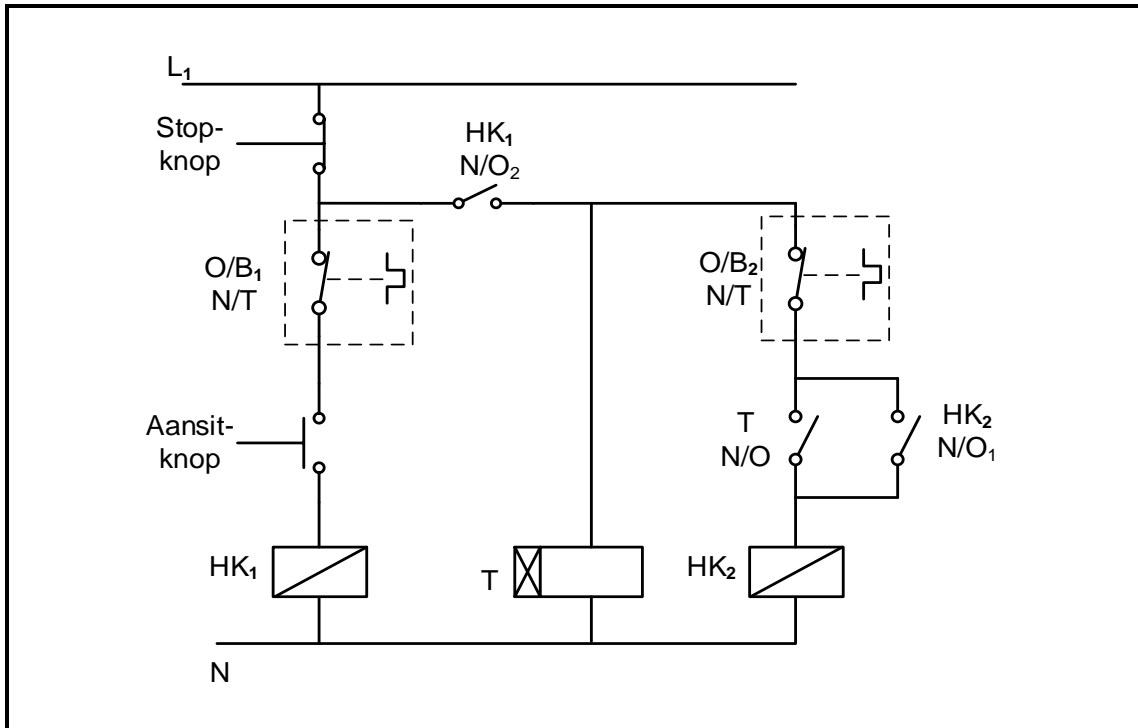 L₁
Stop-
knop
HK₁
N/O₂
O/B₁
N/T
O/B₂
N/T
Aansit-
knop
T
N/O
HK₂
N/O₁
HK₁
T
HK₂
N